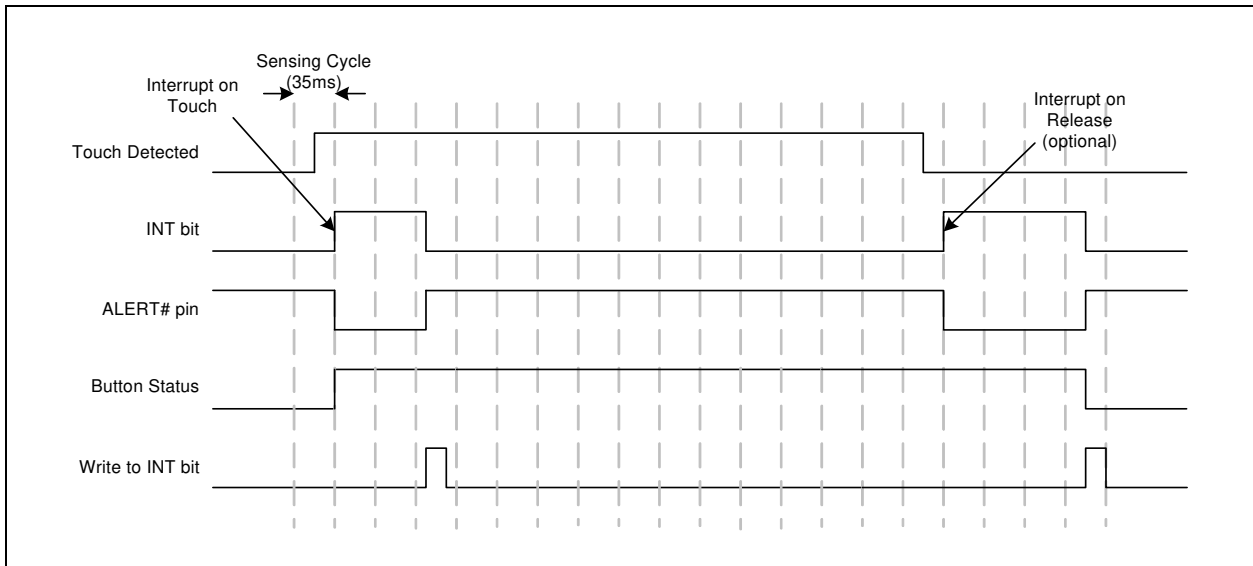 Sensing Cycle
(35ms)
Interrupt on
Touch
Interrupt on
Release
(optional)
Touch Detected
INT bit
ALERT# pin
Button Status
Write to INT bit